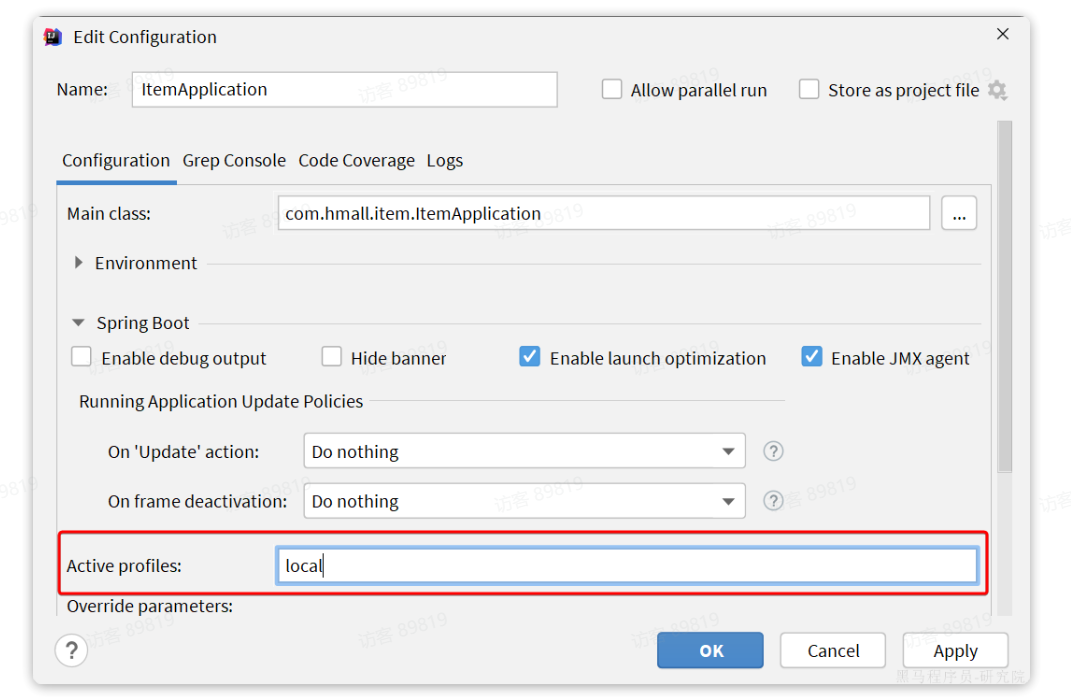 Edit Configuration
Name: ItemApplication Allow parallel run Store as project file
Configuration Grep Console Code Coverage Logs
Main class: com.hmall.item.ItemApplication ...
Environment
Spring Boot
Enable debug output Hide banner Enable launch optimization Enable JMX agent
Running Application Update Policies
On 'Update' action: Do nothing ?
On frame deactivation: Do nothing ?
Active profiles: local
Override parameters:
? OK Cancel Apply
黑马程序员-研究院
访客 89819